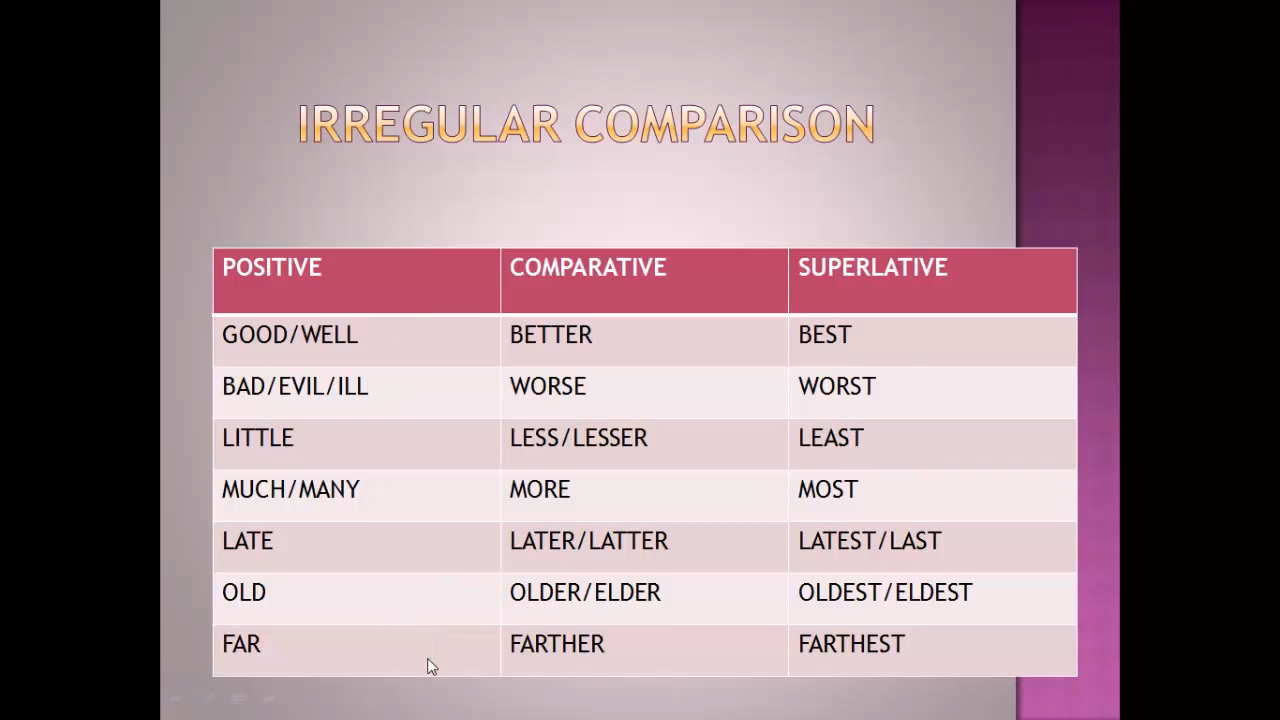 IRREGULAR COMPARISON
POSITIVE COMPARATIVE SUPERLATIVE
GOOD/WELL BETTER BEST
BAD/EVIL/ILL WORSE WORST
LITTLE LESS/LESSER LEAST
MUCH/MANY MORE MOST
LATE LATER/LATTER LATEST/LAST
OLD OLDER/ELDER OLDEST/ELDEST
FAR FARTHER FARTHEST